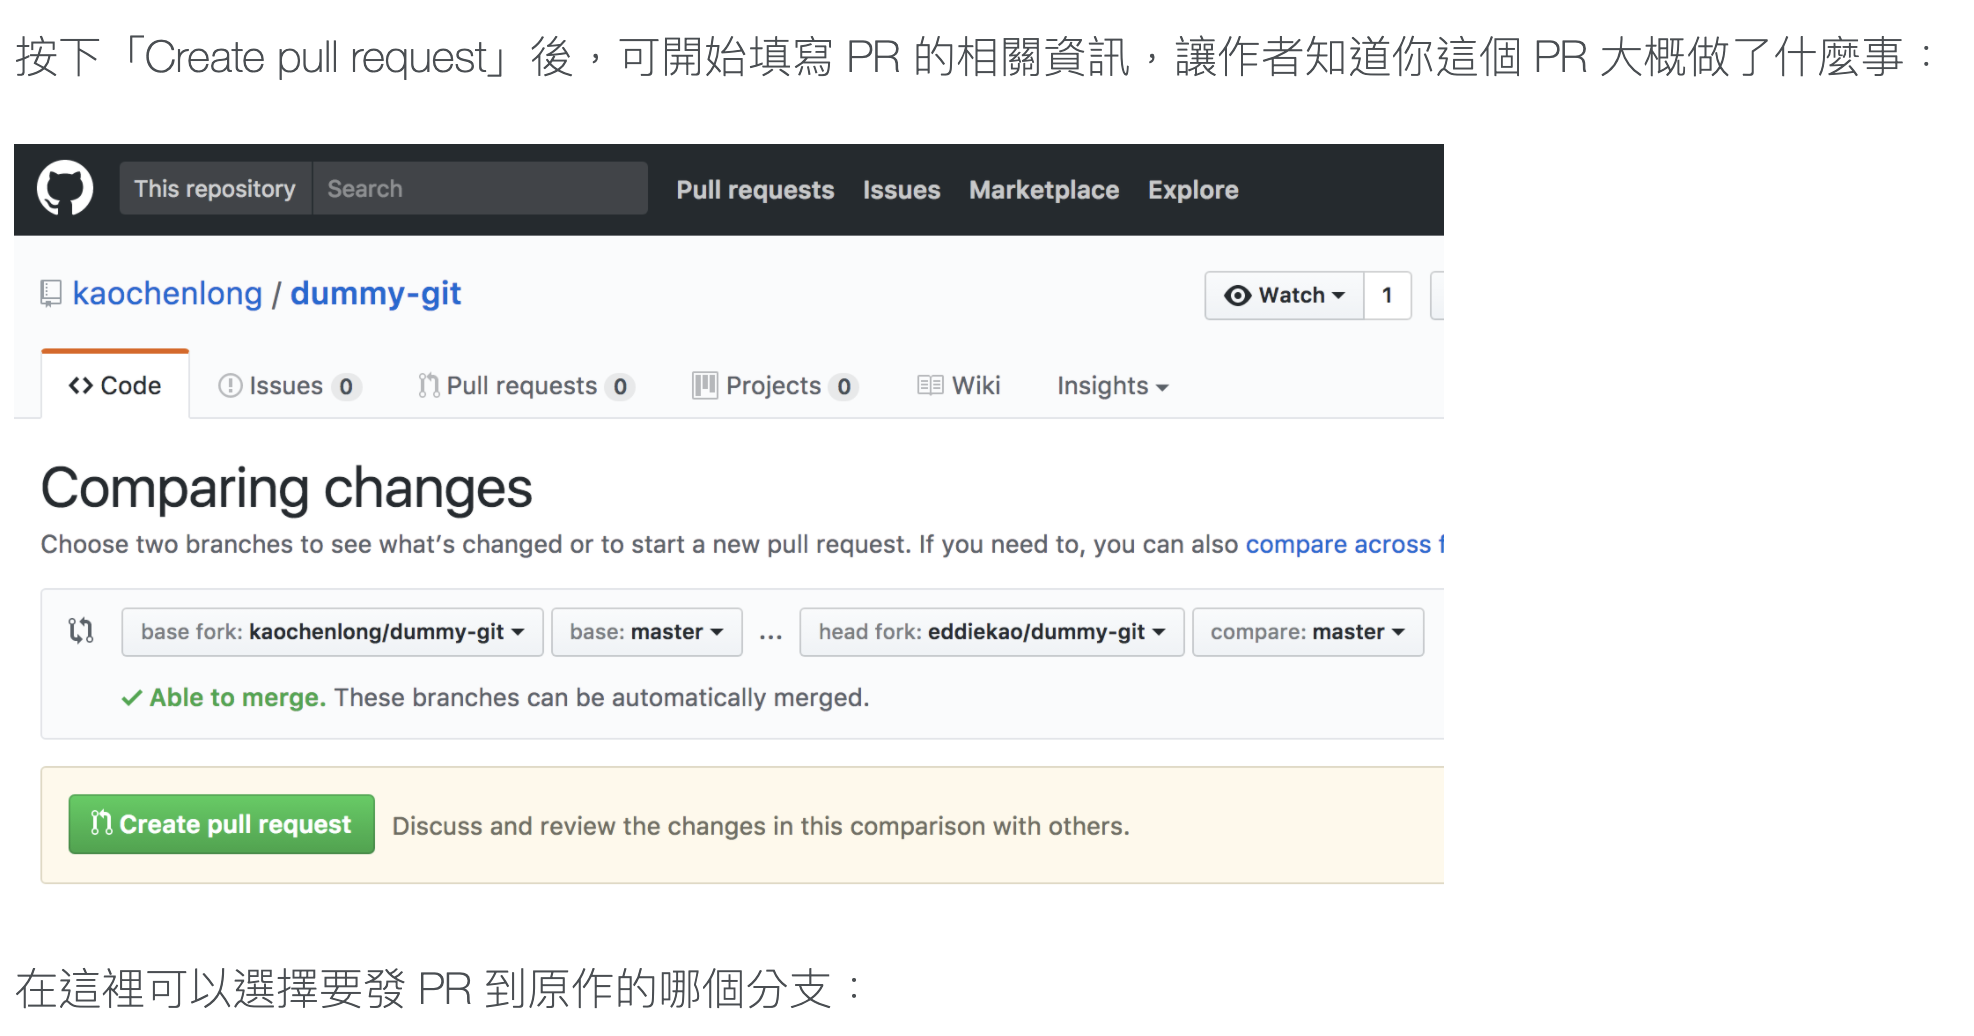 按下「Create pull request」後，可開始填寫 PR 的相關資訊，讓作者知道你這個 PR 大概做了什麼事：
This repository Search Pull requests Issues Marketplace Explore
kaochenlong / dummy-git Watch 1
Code Issues 0 Pull requests 0 Projects 0 Wiki Insights
Comparing changes
Choose two branches to see what's changed or to start a new pull request. If you need to, you can also compare across
base fork: kaochenlong/dummy-git base: master ... head fork: eddiekao/dummy-git compare: master
Able to merge. These branches can be automatically merged.
Create pull request Discuss and review the changes in this comparison with others.
在這裡可以選擇要發 PR 到原作的哪個分支：